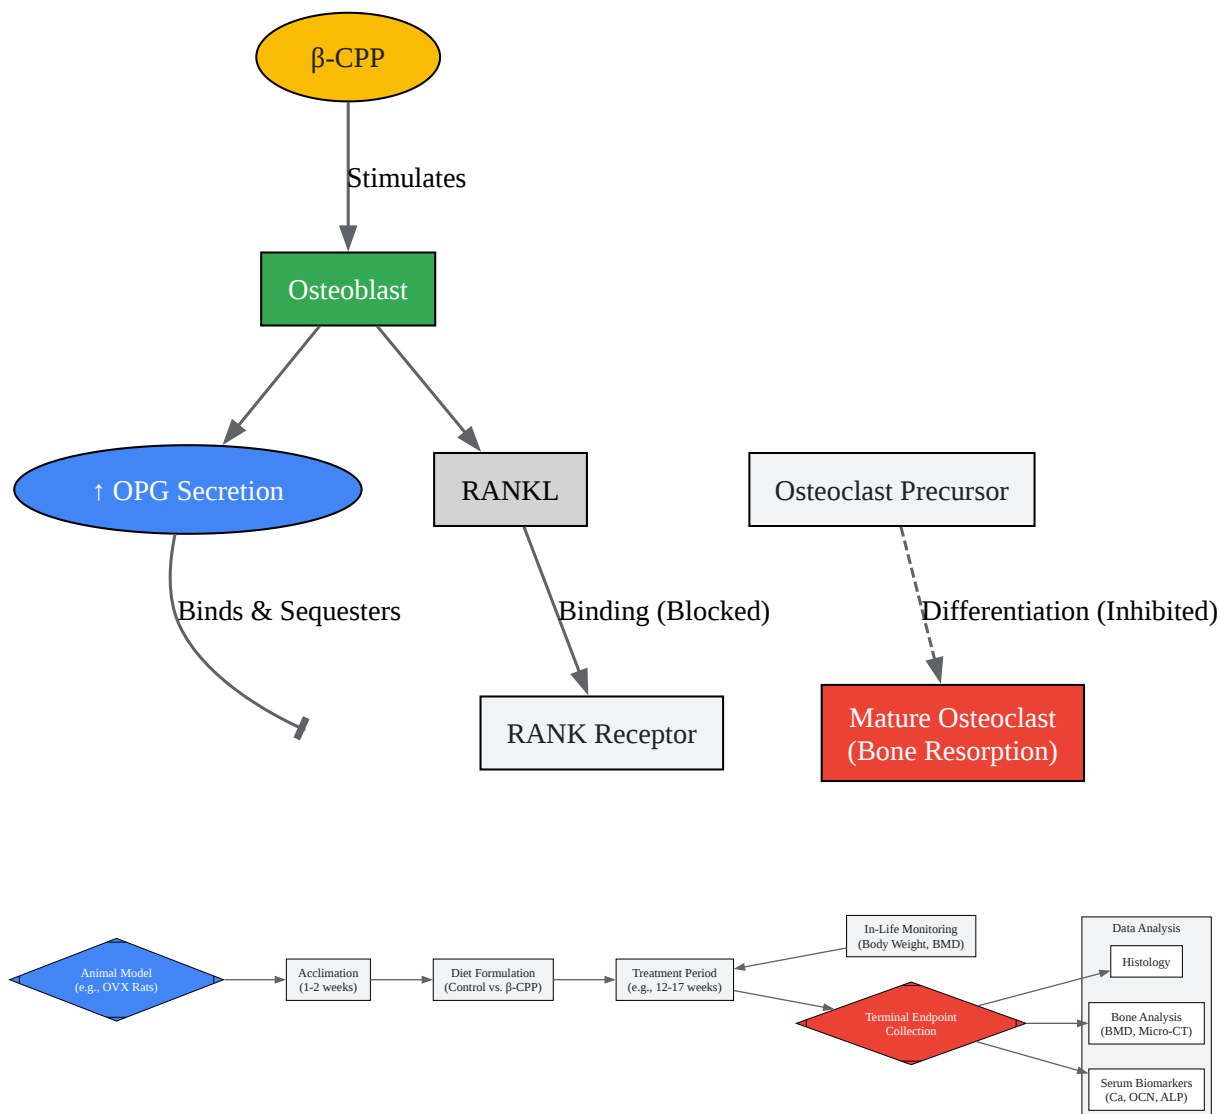 β-CPP
Stimulates
Osteoblast
↑ OPG Secretion
RANKL
Osteoclast Precursor
Binds & Sequesters
Binding (Blocked)
Differentiation (Inhibited)
RANK Receptor
Mature Osteoclast
(Bone Resorption)
Animal Model
(e.g., OVX Rats)
Acclimation
(1-2 weeks)
Diet Formulation
(Control vs. β-CPP)
Treatment Period
(e.g., 12-17 weeks)
In-Life Monitoring
(Body Weight, BMD)
Terminal Endpoint
Collection
Data Analysis
Histology
Bone Analysis
(BMD, Micro-CT)
Serum Biomarkers
(Ca, OCN, ALP)